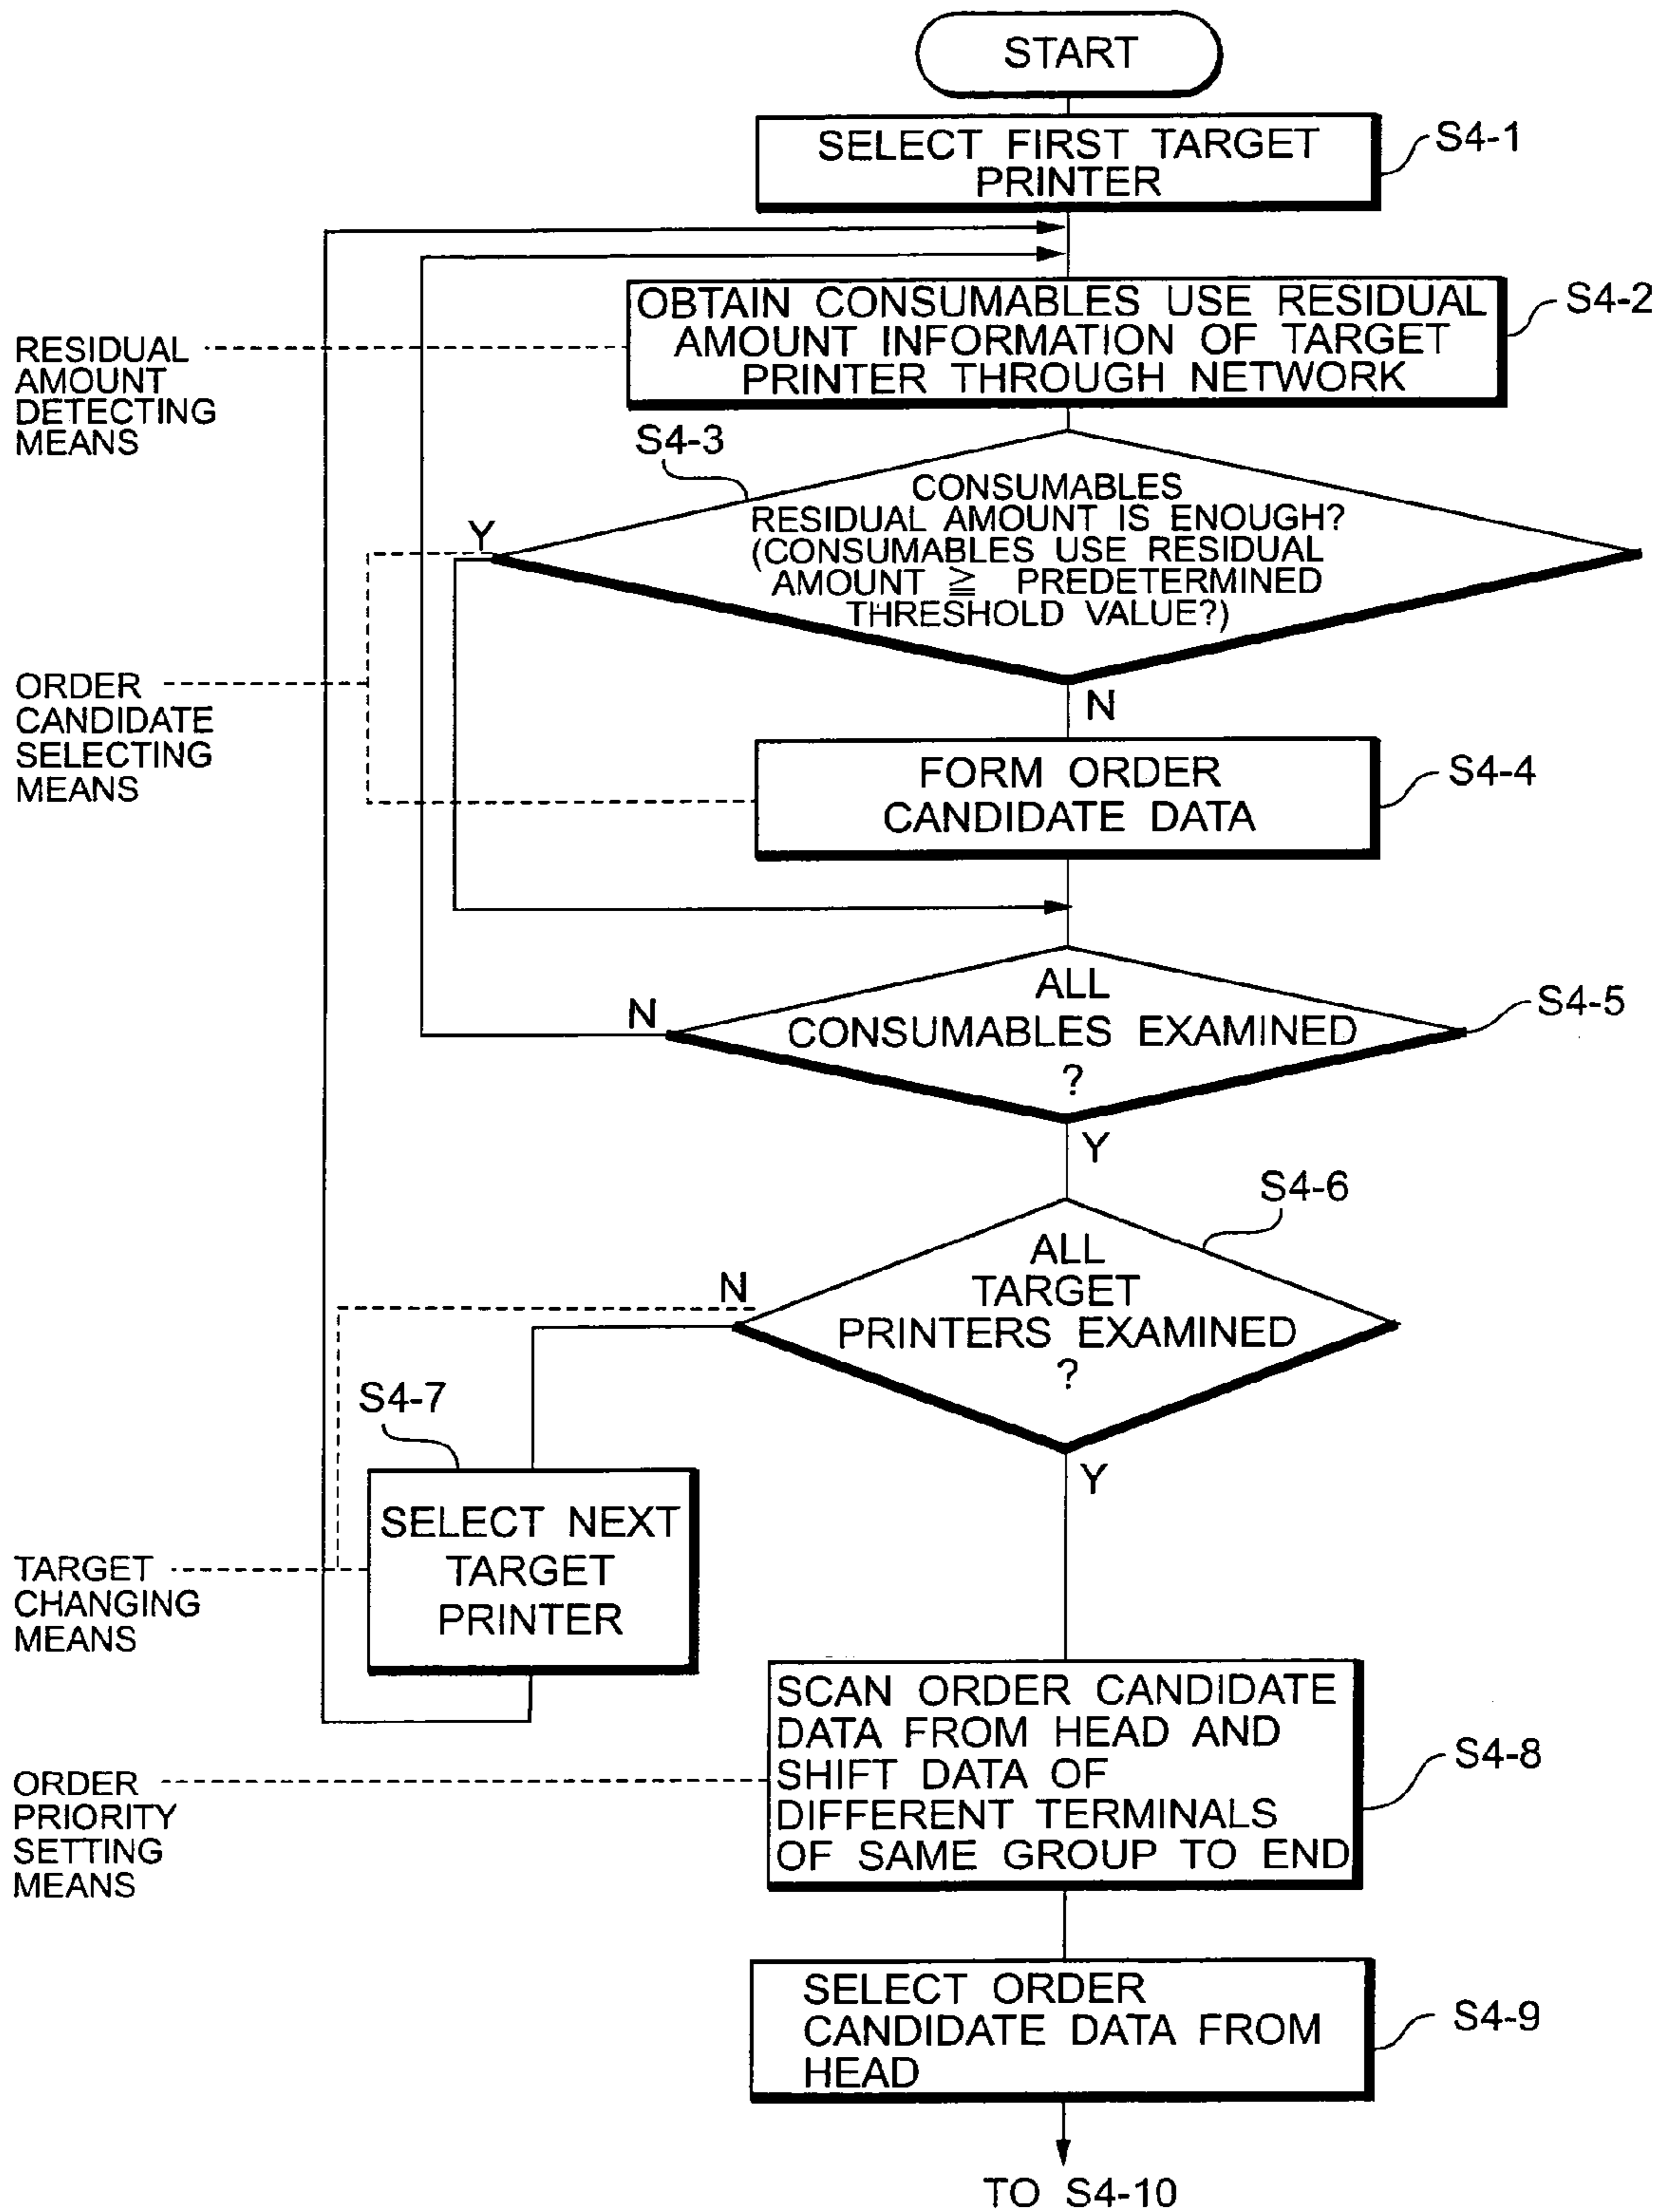 START
SELECT FIRST TARGET
PRINTER
S4-1
OBTAIN CONSUMABLES USE RESIDUAL
AMOUNT INFORMATION OF TARGET
PRINTER THROUGH NETWORK
S4-2
RESIDUAL
AMOUNT
DETECTING
MEANS
S4-3
CONSUMABLES
RESIDUAL AMOUNT IS ENOUGH?
(CONSUMABLES USE RESIDUAL
AMOUNT ≧ PREDETERMINED
THRESHOLD VALUE?)
Y
N
ORDER
CANDIDATE
SELECTING
MEANS
FORM ORDER
CANDIDATE DATA
S4-4
ALL
CONSUMABLES EXAMINED
?
S4-5
N
Y
S4-6
ALL
TARGET
PRINTERS EXAMINED
?
N
Y
S4-7
SELECT NEXT
TARGET
PRINTER
TARGET
CHANGING
MEANS
SCAN ORDER CANDIDATE
DATA FROM HEAD AND
SHIFT DATA OF
DIFFERENT TERMINALS
OF SAME GROUP TO END
S4-8
ORDER
PRIORITY
SETTING
MEANS
SELECT ORDER
CANDIDATE DATA FROM
HEAD
S4-9
TO S4-10